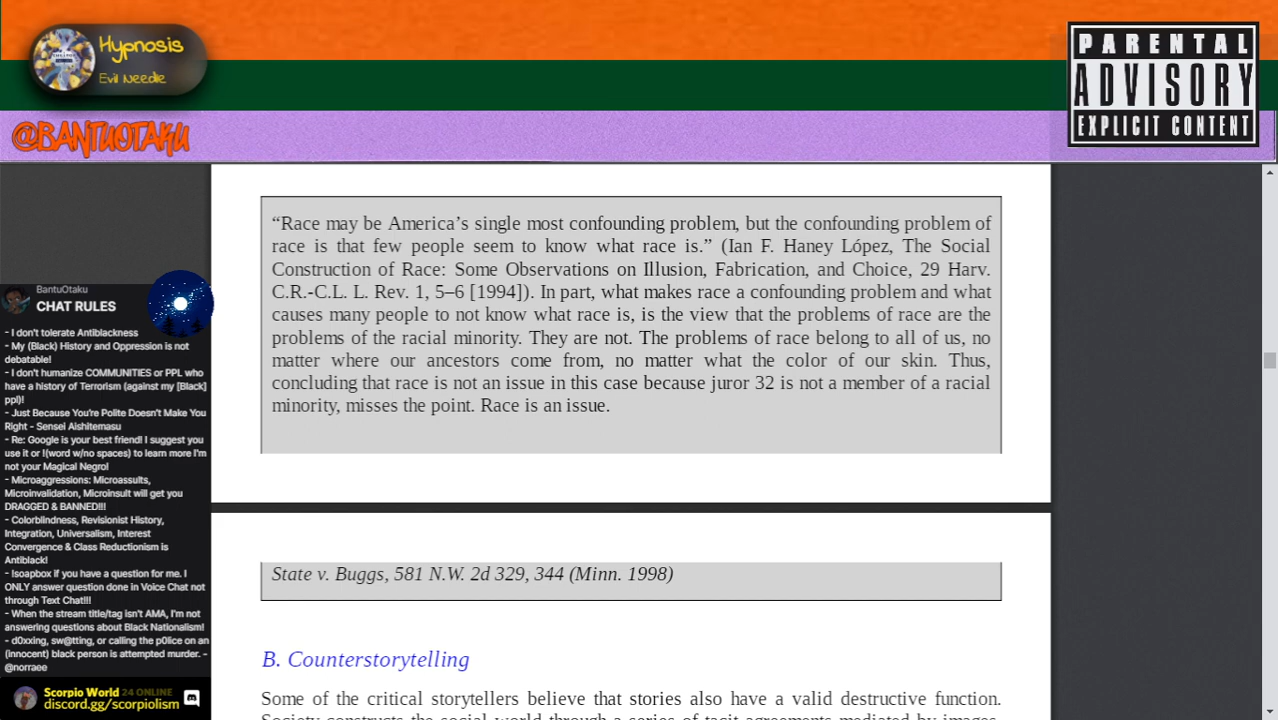 Hypnosis
Evil Needle
PARENTAL
ADVISORY
EXPLICIT CONTENT
@BANTUOTAKU
“Race may be America’s single most confounding problem, but the confounding problem of
race is that few people seem to know what race is.” (Ian F. Haney López, The Social
Construction of Race: Some Observations on Illusion, Fabrication, and Choice, 29 Harv.
C.R.-C.L. L. Rev. 1, 5–6 [1994]). In part, what makes race a confounding problem and what
causes many people to not know what race is, is the view that the problems of race are the
problems of the racial minority. They are not. The problems of race belong to all of us, no
matter where our ancestors come from, no matter what the color of our skin. Thus,
concluding that race is not an issue in this case because juror 32 is not a member of a racial
minority, misses the point. Race is an issue.
State v. Buggs, 581 N.W. 2d 329, 344 (Minn. 1998)
B. Counterstorytelling
Some of the critical storytellers believe that stories also have a valid destructive function.
Society constructs the social world through a series of tacit agreements mediated by images,
BantuOtaku
CHAT RULES
- I don't tolerate Antiblackness
- My (Black) History and Oppression is not
debatable!
- I don't humanize COMMUNITIES or PPL who
have a history of Terrorism (against my [Black]
ppl)!
- Just Because You're Polite Doesn't Make You
Right - Sensei Aishitemasu
- Re: Google is your best friend! I suggest you
use it or !(word w/no spaces) to learn more I'm
not your Magical Negro!
- Microaggressions: Microassults,
Microinvalidation, Microinsult will get you
DRAGGED & BANNED!!!
- Colorblindness, Revisionist History,
Integration, Universalism, Interest
Convergence & Class Reductionism is
Antiblack!
- !soapbox if you have a question for me. I
ONLY answer question done in Voice Chat not
through Text Chat!!!
- When the stream title/tag isn't AMA, I'm not
answering questions about Black Nationalism!
- d0xxing, sw@tting, or calling the p0lice on an
(innocent) black person is attempted murder. -
@norraee
Scorpio World 24 ONLINE
discord.gg/scorpiolism